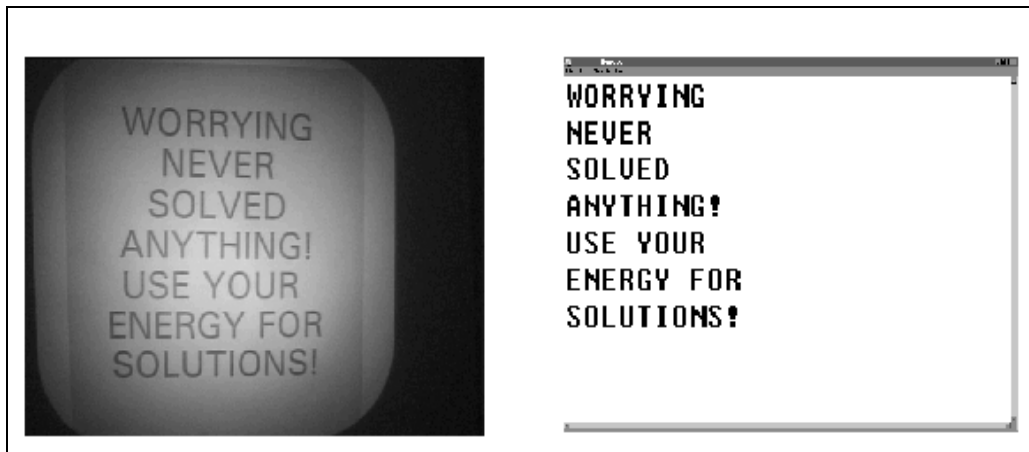 WORRYING
NEVER
SOLVED
ANYTHING!
USE YOUR
ENERGY FOR
SOLUTIONS!
WORRYING
NEVER
SOLVED
ANYTHING!
USE YOUR
ENERGY FOR
SOLUTIONS!